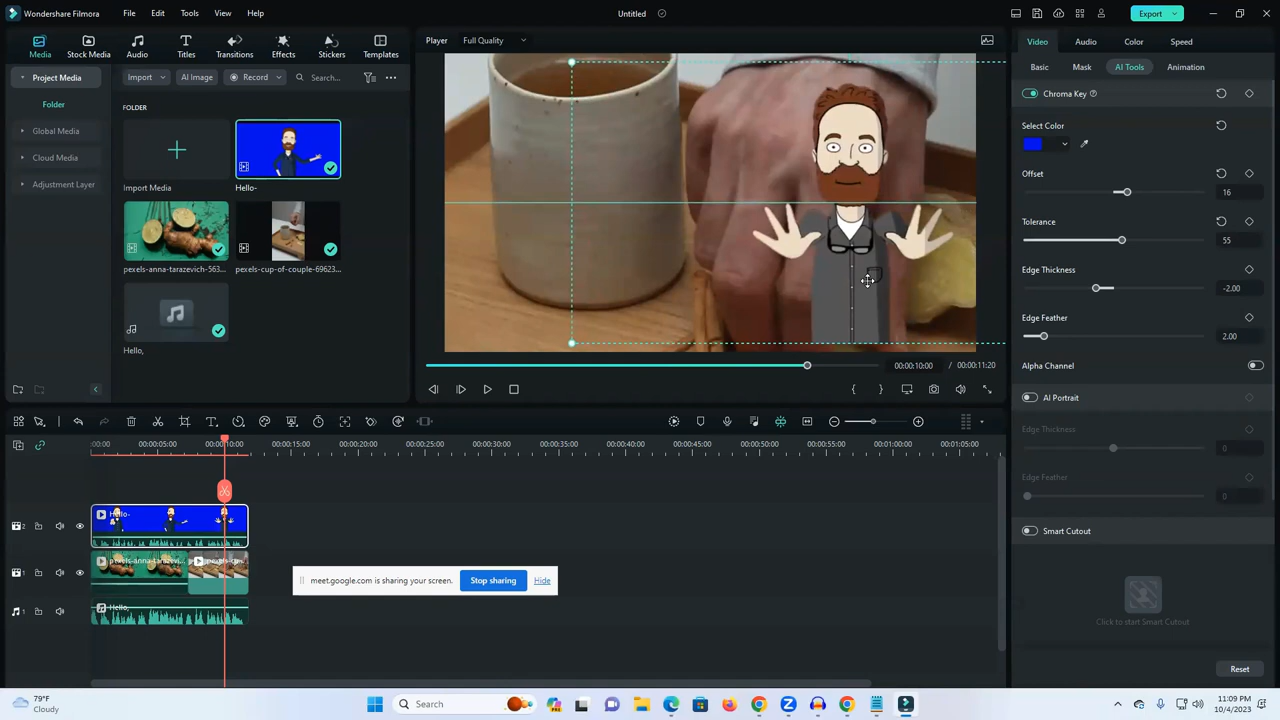 Wondershare Filmora File Edit Tools View Help Untitled Export
Media Stock Media Audio Titles Transitions Effects Stickers Templates
Player Full Quality
Video Audio Color Speed
Project Media Import AI Image Record Search...
Basic Mask AI Tools Animation
Folder
FOLDER
Global Media
Cloud Media
Adjustment Layer
Import Media
Hello-
pexels-anna-tarazevich-563...
pexels-cup-of-couple-69623...
Hello,
Chroma Key
Select Color
Offset
16
Tolerance
55
Edge Thickness
-2.00
Edge Feather
2.00
Alpha Channel
AI Portrait
Edge Thickness
0
Edge Feather
0
Smart Cutout
Click to start Smart Cutout
Reset
00:00:10:00 / 00:00:11:20
:00:00 00:00:05:00 00:00:10:00 00:00:15:00 00:00:20:00 00:00:25:00 00:00:30:00 00:00:35:00 00:00:40:00 00:00:45:00 00:00:50:00 00:00:55:00 00:01:00:00 00:01:05:00
2
Hello-
1
pexels-anna-tarazevi...
1
Hello,
meet.google.com is sharing your screen. Stop sharing Hide
79°F
Cloudy
Search
11:09 PM
10/4/2023